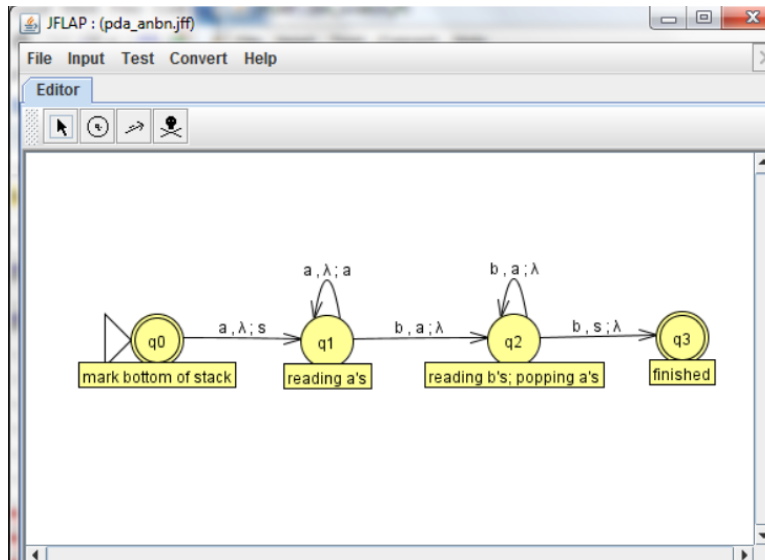 JFLAP : (pda_anbn.jff)
File Input Test Convert Help
Editor
a , λ ; a
b , a ; λ
a , λ ; s
b , a ; λ
b , s ; λ
q0
q1
q2
q3
mark bottom of stack
reading a's
reading b's; popping a's
finished